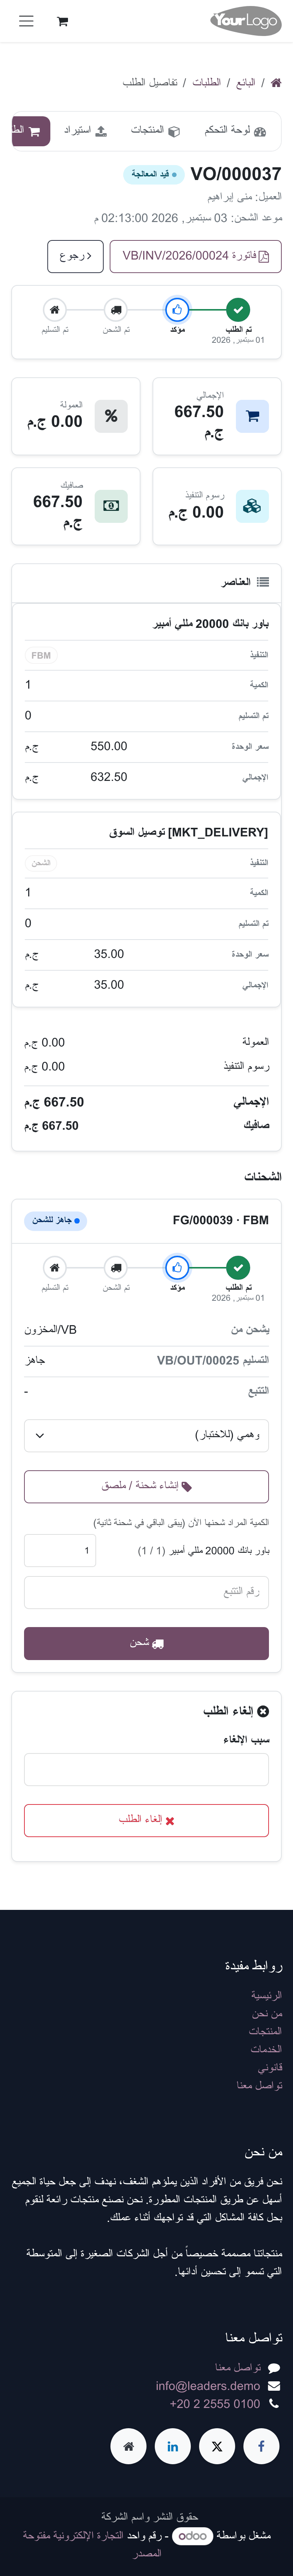 YourLogo
البائع / الطلبات / تفاصيل الطلب
لوحة التحكم
المنتجات
استيراد
VO/000037
قيد المعالجة
العميل: منى إبراهيم
موعد الشحن: 03 سبتمبر, 2026 02:13:00 م
فاتورة VB/INV/2026/00024
رجوع
تم الطلب
01 سبتمبر, 2026
مؤكد
تم الشحن
تم التسليم
الإجمالي
667.50 ج.م
العمولة
0.00 ج.م
رسوم التنفيذ
0.00 ج.م
صافيك
667.50 ج.م
العناصر
باور بانك 20000 مللي أمبير
التنفيذ FBM
الكمية 1
تم التسليم 0
سعر الوحدة 550.00 ج.م
الإجمالي 632.50 ج.م
[MKT_DELIVERY] توصيل السوق
التنفيذ الشحن
الكمية 1
تم التسليم 0
سعر الوحدة 35.00 ج.م
الإجمالي 35.00 ج.م
العمولة 0.00 ج.م
رسوم التنفيذ 0.00 ج.م
الإجمالي 667.50 ج.م
صافيك 667.50 ج.م
الشحنات
FG/000039 · FBM
جاهز للشحن
تم الطلب
01 سبتمبر, 2026
مؤكد
تم الشحن
تم التسليم
يشحن من VB/المخزون
التسليم VB/OUT/00025 جاهز
التتبع -
وهمي (للاختبار)
إنشاء شحنة / ملصق
الكمية المراد شحنها الآن (يبقى الباقي في شحنة ثانية)
باور بانك 20000 مللي أمبير (1 / 1) 1
رقم التتبع
شحن
إلغاء الطلب
سبب الإلغاء
إلغاء الطلب
روابط مفيدة
الرئيسية
من نحن
المنتجات
الخدمات
قانوني
تواصل معنا
من نحن
نحن فريق من الأفراد الذين يملؤهم الشغف، نهدف إلى جعل حياة الجميع
أسهل عن طريق المنتجات المطورة. نحن نصنع منتجات رائعة لنقوم
بحل كافة المشاكل التي قد تواجهك أثناء عملك.
منتجاتنا مصممة خصيصاً من أجل الشركات الصغيرة إلى المتوسطة
التي تسمو إلى تحسين أدائها.
تواصل معنا
تواصل معنا
info@leaders.demo
+20 2 2555 0100
حقوق النشر واسم الشركة
مشغل بواسطة odoo - رقم واحد التجارة الإلكترونية مفتوحة
المصدر